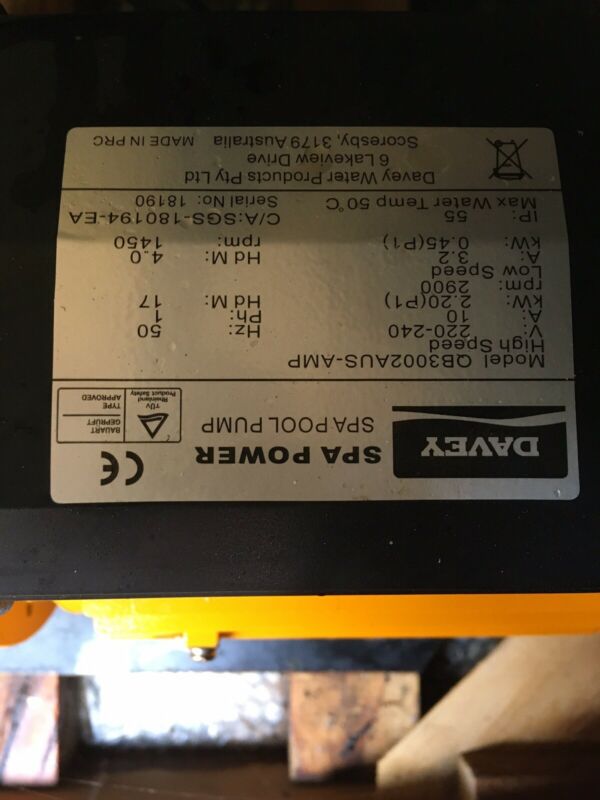 DAVEY
SPA POWER
SPA POOL PUMP
CE
BAUART
GEPRÜFT
TYPE
APPROVED
TÜV
Rheinland
Product Safety
Model QB3002AUS-AMP
High Speed
V: 220-240 Hz: 50
A: 10 Ph: 1
kW: 2.20(P1) Hd M: 17
rpm: 2900
Low Speed
A: 3.2 Hd M: 4.0
kW: 0.45(P1) rpm: 1450
IP: 55 C/A:SGS-180194-EA
Max Water Temp 50°C Serial No: 18190
Davey Water Products Pty Ltd
6 Lakeview Drive
Scoresby, 3179 Australia MADE IN PRC